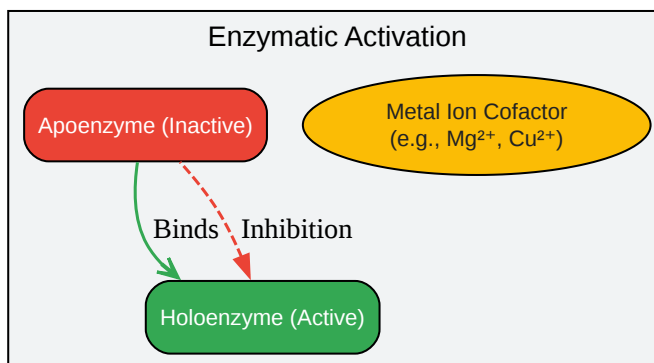 Enzymatic Activation
Apoenzyme (Inactive)
Metal Ion Cofactor
(e.g., Mg²⁺, Cu²⁺)
Binds
Inhibition
Holoenzyme (Active)